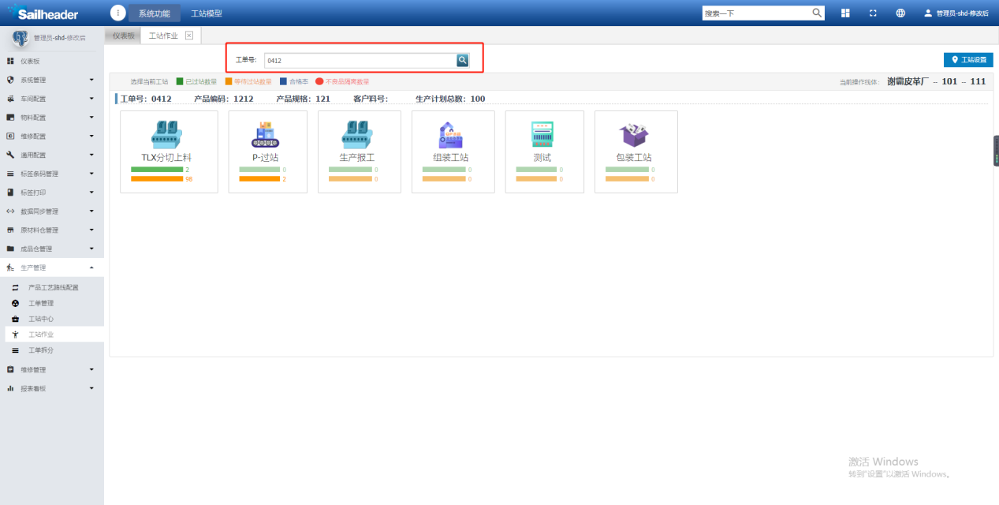 Sailheader
系统功能
工站模型
搜索一下
管理员-shd-修改后
管理员-shd-修改后
仪表板
工站作业
工单号:
0412
工站设置
选择当前工站
已过站数量
等待过站数量
合格率
不良品隔离数量
当前操作线体:
谢霸皮革厂 -- 101 -- 111
工单号: 0412
产品编码: 1212
产品规格: 121
客户料号:
生产计划总数: 100
TLX分切上料
2
98
P-过站
0
2
生产报工
0
0
组装工站
0
0
测试
0
0
包装工站
0
0
仪表板
系统管理
车间配置
物料配置
维修配置
通用配置
标签条码管理
标签打印
数据同步管理
原材料仓管理
成品仓管理
生产管理
产品工艺路线配置
工单管理
工站中心
工站作业
工单拆分
维修管理
报表看板
激活 Windows
转到"设置"以激活 Windows。